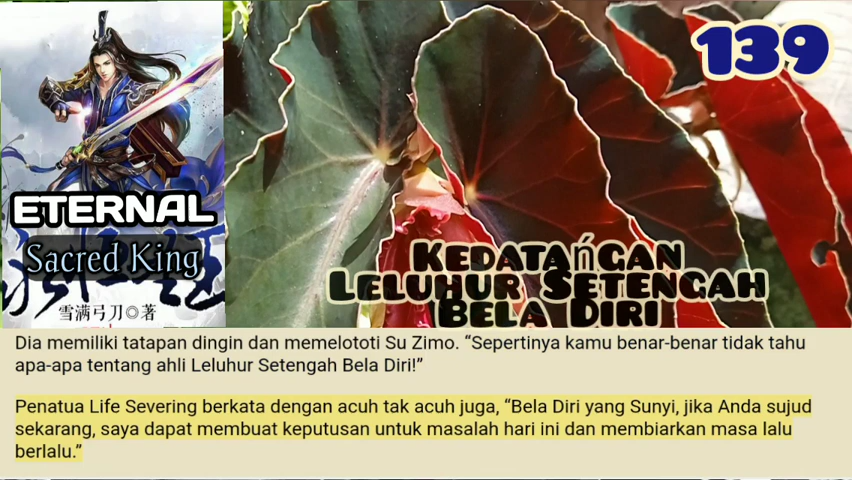 139
ETERNAL
Sacred King
雪满弓刀◎著
Kedatańgan
Leluhur Setengah
Bela Diri
Dia memiliki tatapan dingin dan memelototi Su Zimo. “Sepertinya kamu benar-benar tidak tahu
apa-apa tentang ahli Leluhur Setengah Bela Diri!”
Penatua Life Severing berkata dengan acuh tak acuh juga, “Bela Diri yang Sunyi, jika Anda sujud
sekarang, saya dapat membuat keputusan untuk masalah hari ini dan membiarkan masa lalu
berlalu.”